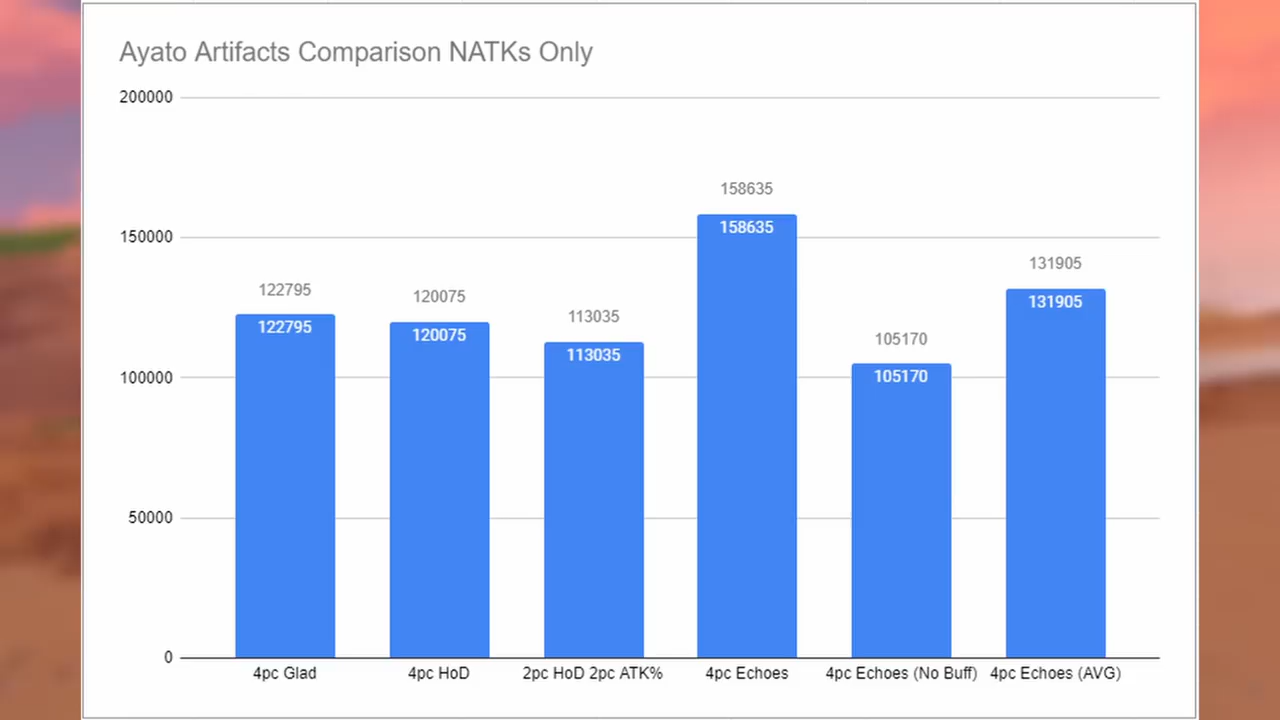 Ayato Artifacts Comparison NATKs Only
200000
150000
100000
50000
0
122795
122795
120075
120075
113035
113035
158635
158635
105170
105170
131905
131905
4pc Glad
4pc HoD
2pc HoD 2pc ATK%
4pc Echoes
4pc Echoes (No Buff)
4pc Echoes (AVG)